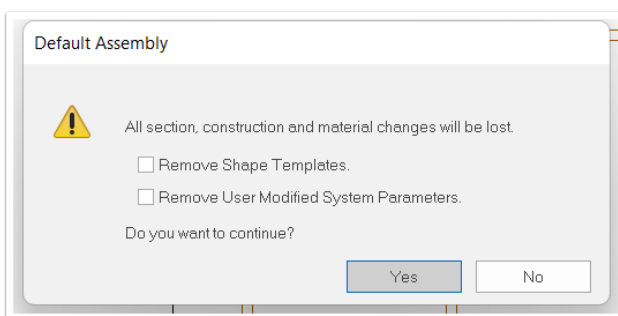 Default Assembly
All section, construction and material changes will be lost.
Remove Shape Templates.
Remove User Modified System Parameters.
Do you want to continue?
Yes No